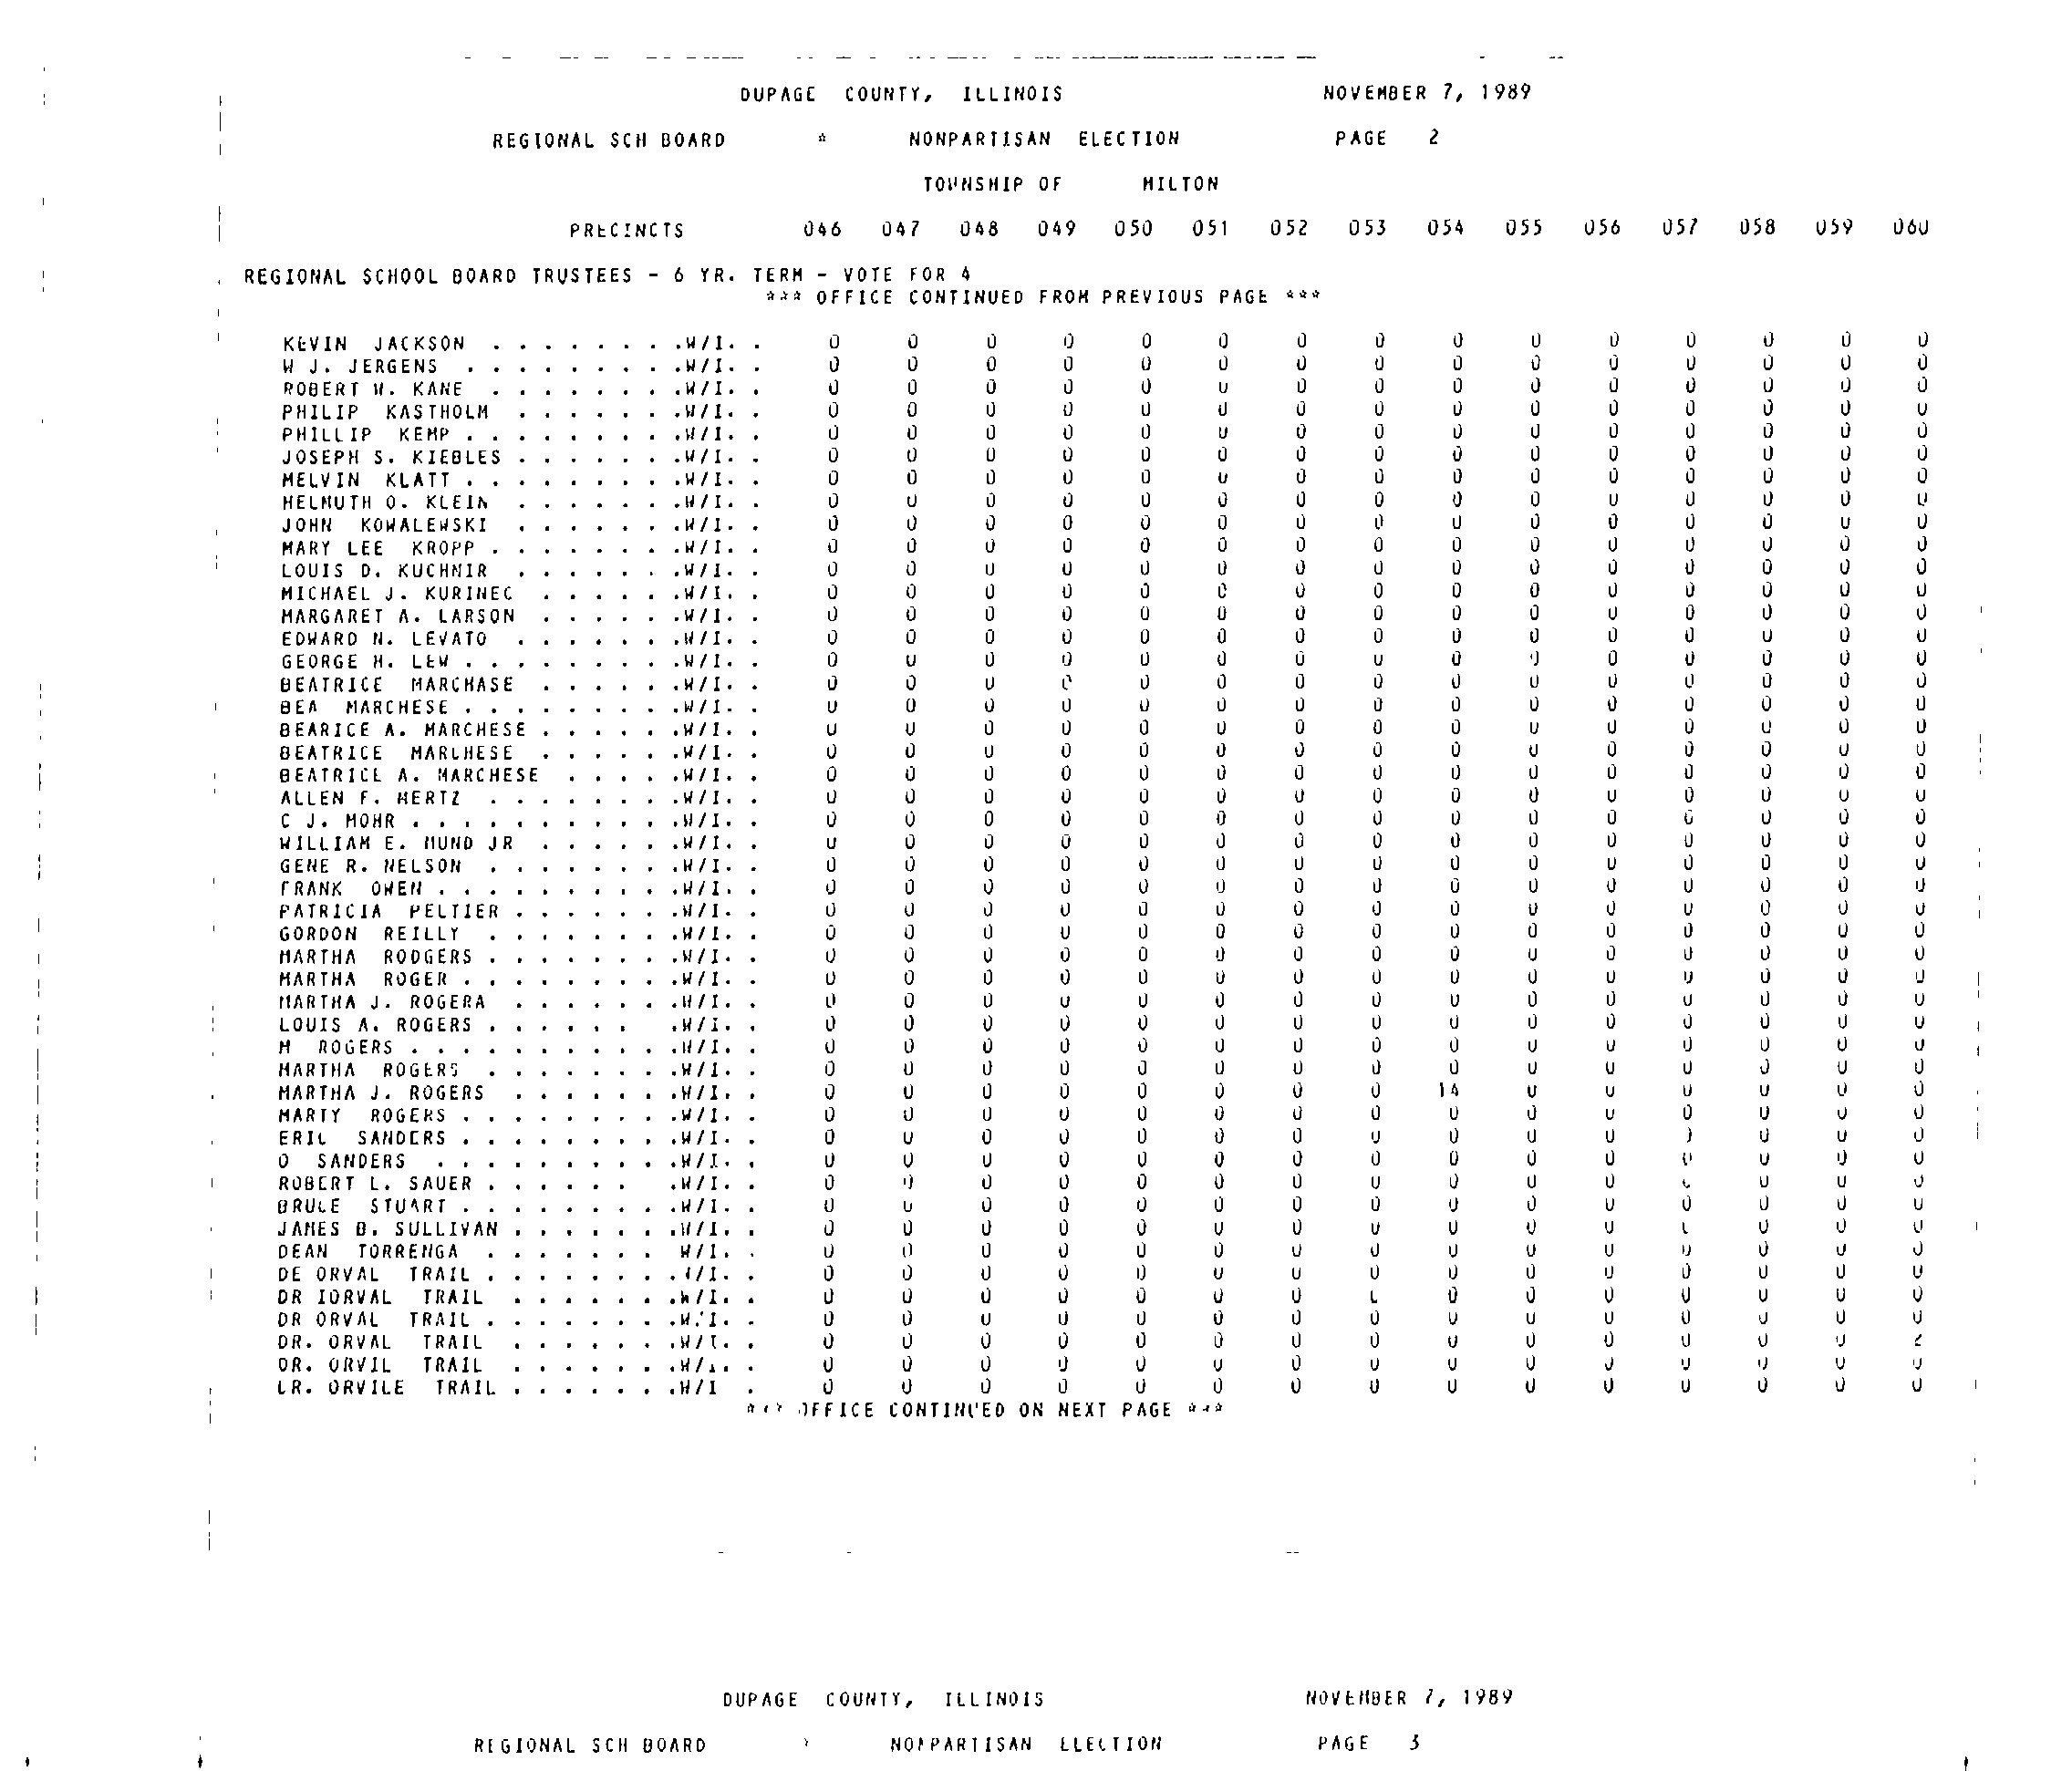 DUPAGE COUNTY, ILLINOIS NOVEMBER 7, 1989
REGIONAL SCH BOARD * NONPARTISAN ELECTION PAGE 2
TOWNSHIP OF MILTON
PRECINCTS 046 047 048 049 050 051 052 053 054 055 056 057 058 059 060
REGIONAL SCHOOL BOARD TRUSTEES - 6 YR. TERM - VOTE FOR 4
*** OFFICE CONTINUED FROM PREVIOUS PAGE ***
KEVIN JACKSON . . . . . . . .W/I. . 0 0 0 0 0 0 0 0 0 0 0 0 0 0 0
W J. JERGENS . . . . . . . . .W/I. . 0 0 0 0 0 0 0 0 0 0 0 0 0 0 0
ROBERT W. KANE . . . . . . . .W/I. . 0 0 0 0 0 0 0 0 0 0 0 0 0 0 0
PHILIP KASTHOLM . . . . . . .W/I. . 0 0 0 0 0 0 0 0 0 0 0 0 0 0 0
PHILLIP KEMP . . . . . . . . .W/I. . 0 0 0 0 0 0 0 0 0 0 0 0 0 0 0
JOSEPH S. KIEBLES . . . . . . .W/I. . 0 0 0 0 0 0 0 0 0 0 0 0 0 0 0
MELVIN KLATT . . . . . . . . .W/I. . 0 0 0 0 0 0 0 0 0 0 0 0 0 0 0
HELMUTH O. KLEIN . . . . . . .W/I. . 0 0 0 0 0 0 0 0 0 0 0 0 0 0 0
JOHN KOWALEWSKI . . . . . . .W/I. . 0 0 0 0 0 0 0 0 0 0 0 0 0 0 0
MARY LEE KROPP . . . . . . . .W/I. . 0 0 0 0 0 0 0 0 0 0 0 0 0 0 0
LOUIS D. KUCHNIR . . . . . . .W/I. . 0 0 0 0 0 0 0 0 0 0 0 0 0 0 0
MICHAEL J. KURINEC . . . . . .W/I. . 0 0 0 0 0 0 0 0 0 0 0 0 0 0 0
MARGARET A. LARSON . . . . . .W/I. . 0 0 0 0 0 0 0 0 0 0 0 0 0 0 0
EDWARD N. LEVATO . . . . . . .W/I. . 0 0 0 0 0 0 0 0 0 0 0 0 0 0 0
GEORGE H. LEW . . . . . . . . .W/I. . 0 0 0 0 0 0 0 0 0 0 0 0 0 0 0
BEATRICE MARCHASE . . . . . .W/I. . 0 0 0 0 0 0 0 0 0 0 0 0 0 0 0
BEA MARCHESE . . . . . . . . .W/I. . 0 0 0 0 0 0 0 0 0 0 0 0 0 0 0
BEARICE A. MARCHESE . . . . . .W/I. . 0 0 0 0 0 0 0 0 0 0 0 0 0 0 0
BEATRICE MARCHESE . . . . . .W/I. . 0 0 0 0 0 0 0 0 0 0 0 0 0 0 0
BEATRICE A. MARCHESE . . . . .W/I. . 0 0 0 0 0 0 0 0 0 0 0 0 0 0 0
ALLEN F. MERTZ . . . . . . . .W/I. . 0 0 0 0 0 0 0 0 0 0 0 0 0 0 0
C J. MOHR . . . . . . . . . . .W/I. . 0 0 0 0 0 0 0 0 0 0 0 0 0 0 0
WILLIAM E. MUND JR . . . . . .W/I. . 0 0 0 0 0 0 0 0 0 0 0 0 0 0 0
GENE R. NELSON . . . . . . . .W/I. . 0 0 0 0 0 0 0 0 0 0 0 0 0 0 0
FRANK OWEN . . . . . . . . . .W/I. . 0 0 0 0 0 0 0 0 0 0 0 0 0 0 0
PATRICIA PELTIER . . . . . . .W/I. . 0 0 0 0 0 0 0 0 0 0 0 0 0 0 0
GORDON REILLY . . . . . . . .W/I. . 0 0 0 0 0 0 0 0 0 0 0 0 0 0 0
MARTHA RODGERS . . . . . . . .W/I. . 0 0 0 0 0 0 0 0 0 0 0 0 0 0 0
MARTHA ROGER . . . . . . . . .W/I. . 0 0 0 0 0 0 0 0 0 0 0 0 0 0 0
MARTHA J. ROGERA . . . . . . .W/I. . 0 0 0 0 0 0 0 0 0 0 0 0 0 0 0
LOUIS A. ROGERS . . . . . . .W/I. . 0 0 0 0 0 0 0 0 0 0 0 0 0 0 0
M ROGERS . . . . . . . . . . .W/I. . 0 0 0 0 0 0 0 0 0 0 0 0 0 0 0
MARTHA ROGERS . . . . . . . .W/I. . 0 0 0 0 0 0 0 0 0 0 0 0 0 0 0
MARTHA J. ROGERS . . . . . . .W/I. . 0 0 0 0 0 0 0 0 14 0 0 0 0 0 0
MARTY ROGERS . . . . . . . . .W/I. . 0 0 0 0 0 0 0 0 0 0 0 0 0 0 0
ERIC SANDERS . . . . . . . . .W/I. . 0 0 0 0 0 0 0 0 0 0 0 0 0 0 0
O SANDERS . . . . . . . . . .W/I. . 0 0 0 0 0 0 0 0 0 0 0 0 0 0 0
ROBERT L. SAUER . . . . . . .W/I. . 0 0 0 0 0 0 0 0 0 0 0 0 0 0
BRUCE STUART . . . . . . . . .W/I. . 0 0 0 0 0 0 0 0 0 0 0 0 0 0 0
JAMES B. SULLIVAN . . . . . . .W/I. . 0 0 0 0 0 0 0 0 0 0 0 0 0 0
DEAN TORRENGA . . . . . . . W/I. . 0 0 0 0 0 0 0 0 0 0 0 0 0 0 0
DE ORVAL TRAIL . . . . . . . .W/I. . 0 0 0 0 0 0 0 0 0 0 0 0 0 0 0
DR IORVAL TRAIL . . . . . . .W/I. . 0 0 0 0 0 0 0 0 0 0 0 0 0 0
DR ORVAL TRAIL . . . . . . . .W/I. . 0 0 0 0 0 0 0 0 0 0 0 0 0 0 0
DR. ORVAL TRAIL . . . . . . .W/I. . 0 0 0 0 0 0 0 0 0 0 0 0 0 0 2
DR. ORVIL TRAIL . . . . . . .W/I. . 0 0 0 0 0 0 0 0 0 0 0 0 0 0 0
DR. ORVILE TRAIL . . . . . . .W/I . 0 0 0 0 0 0 0 0 0 0 0 0 0 0 0
*** OFFICE CONTINUED ON NEXT PAGE ***
DUPAGE COUNTY, ILLINOIS NOVEMBER 7, 1989
REGIONAL SCH BOARD * NONPARTISAN ELECTION PAGE 3